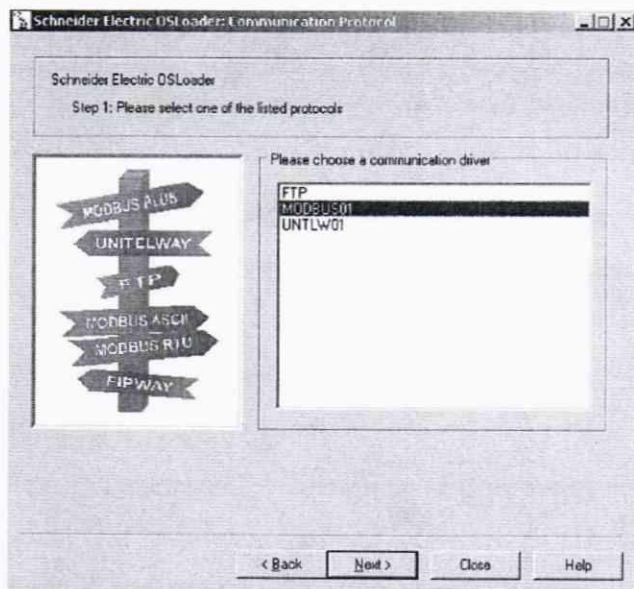 Schneider Electric OSLoader: Communication Protocol
Schneider Electric OSLoader
Step 1: Please select one of the listed protocols
MODBUS PLUS
UNITELWAY
FTP
MODBUS ASCII
MODBUS RTU
FIPWAY
Please choose a communication driver
FTP
MODBUS01
UNTLW01
< Back
Next >
Close
Help